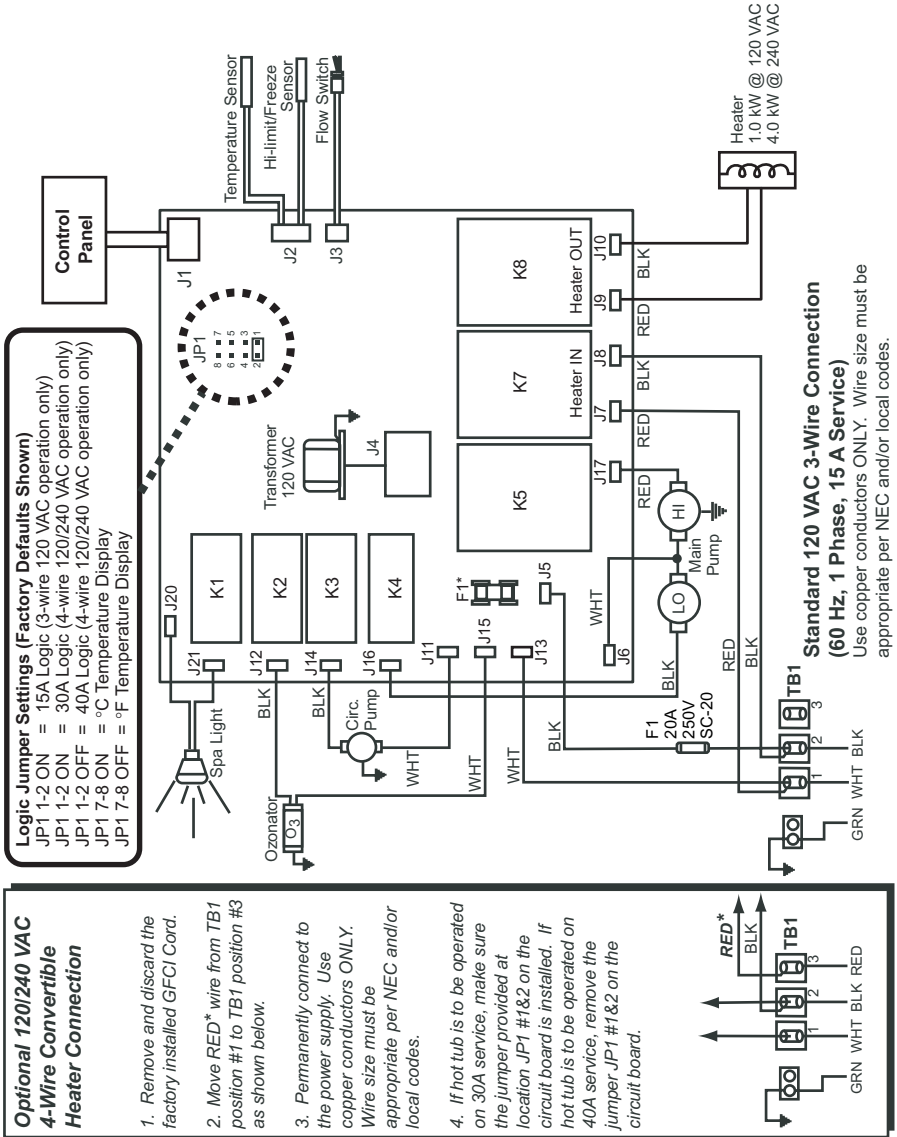 Optional 120/240 VAC
4-Wire Convertible
Heater Connection
1. Remove and discard the
factory installed GFCI Cord.
2. Move RED* wire from TB1
position #1 to TB1 position #3
as shown below.
3. Permanently connect to
the power supply. Use
copper conductors ONLY.
Wire size must be
appropriate per NEC and/or
local codes.
4. If hot tub is to be operated
on 30A service, make sure
the jumper provided at
location JP1 #1&2 on the
circuit board is installed. If
hot tub is to be operated on
40A service, remove the
jumper JP1 #1&2 on the
circuit board.
RED*
BLK
TB1
1
2
3
GRN
WHT
BLK
RED
Logic Jumper Settings (Factory Defaults Shown)
JP1 1-2 ON = 15A Logic (3-wire 120 VAC operation only)
JP1 1-2 ON = 30A Logic (4-wire 120/240 VAC operation only)
JP1 1-2 OFF = 40A Logic (4-wire 120/240 VAC operation only)
JP1 7-8 ON = °C Temperature Display
JP1 7-8 OFF = °F Temperature Display
Control
Panel
J1
JP1
8 7
6 5
4 3
2 1
Temperature Sensor
Hi-limit/Freeze
Sensor
Flow Switch
J2
J3
Transformer
120 VAC
J4
Spa Light
J20
J21
K1
J12
BLK
K2
J14
BLK
K3
J16
K4
Ozonator
O3
Circ.
Pump
WHT
WHT
WHT
J11
J15
J13
F1*
J5
J6
WHT
BLK
BLK
LO
HI
Main
Pump
K5
J17
RED
K7
Heater IN
J7
RED
J8
BLK
K8
Heater OUT
J9
RED
J10
BLK
Heater
1.0 kW @ 120 VAC
4.0 kW @ 240 VAC
F1
20A
250V
SC-20
RED
BLK
TB1
1
2
3
GRN
WHT
BLK
Standard 120 VAC 3-Wire Connection
(60 Hz, 1 Phase, 15 A Service)
Use copper conductors ONLY. Wire size must be
appropriate per NEC and/or local codes.